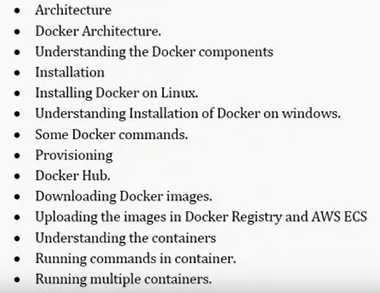 • Architecture
• Docker Architecture.
• Understanding the Docker components
• Installation
• Installing Docker on Linux.
• Understanding Installation of Docker on windows.
• Some Docker commands.
• Provisioning
• Docker Hub.
• Downloading Docker images.
• Uploading the images in Docker Registry and AWS ECS
• Understanding the containers
• Running commands in container.
• Running multiple containers.